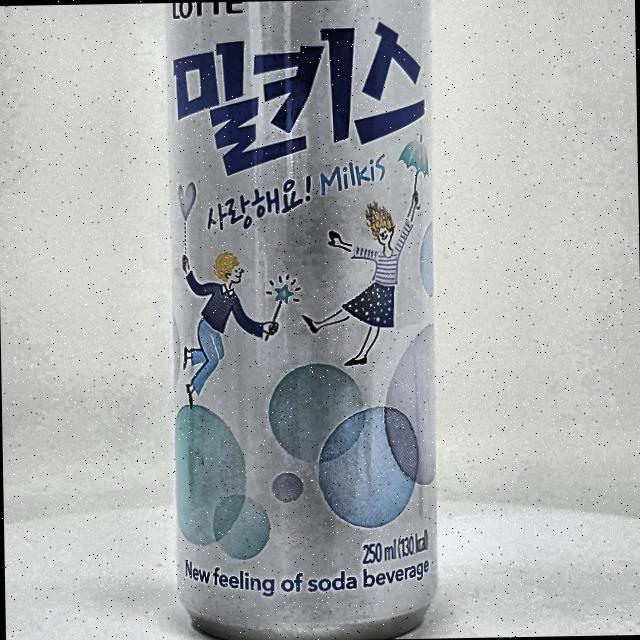 LOTTE
밀키스
사랑해요! Milkis
250 ml (130 kcal)
New feeling of soda beverage